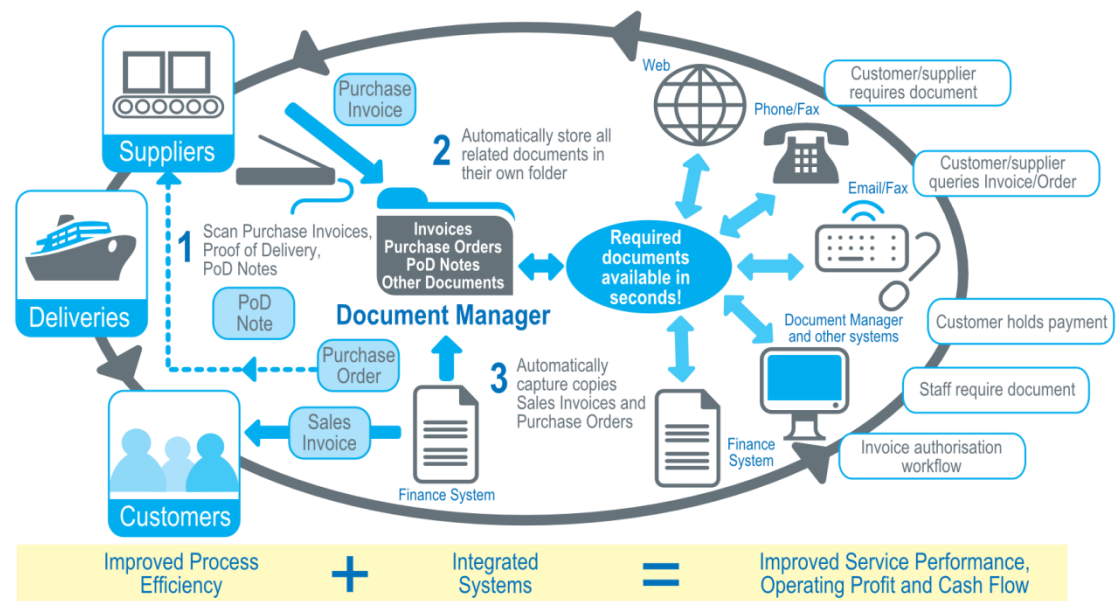 Suppliers
Deliveries
Customers
Purchase
Invoice
1
Scan Purchase Invoices,
Proof of Delivery,
PoD Notes
PoD
Note
Purchase
Order
Sales
Invoice
2
Automatically store all
related documents in
their own folder
Invoices
Purchase Orders
PoD Notes
Other Documents
Document Manager
3
Automatically
capture copies
Sales Invoices and
Purchase Orders
Finance System
Required
documents
available in
seconds!
Web
Phone/Fax
Email/Fax
Document Manager
and other systems
Finance
System
Customer/supplier
requires document
Customer/supplier
queries Invoice/Order
Customer holds payment
Staff require document
Invoice authorisation
workflow
Improved Process
Efficiency
+
Integrated
Systems
=
Improved Service Performance,
Operating Profit and Cash Flow